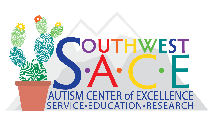 SOUTHWEST
S•A•C•E
AUTISM CENTER of EXCELLENCE
SERVICE•EDUCATION•RESEARCH